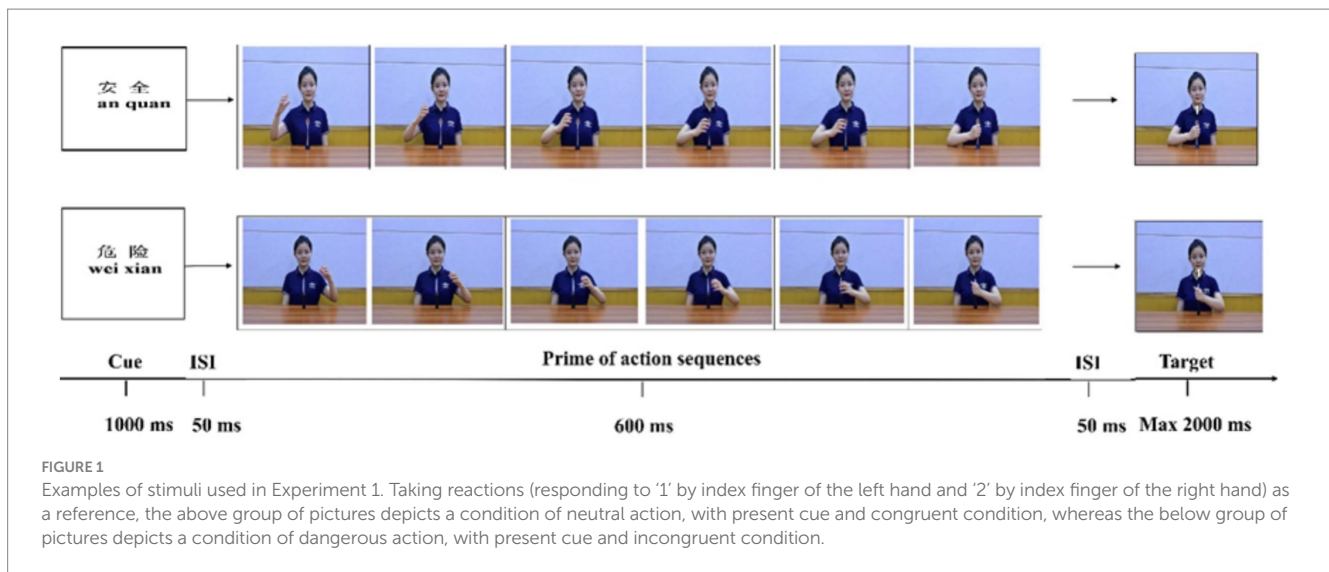 安 全
an quan
危 险
wei xian
Cue ISI Prime of action sequences ISI Target
1000 ms 50 ms 600 ms 50 ms Max 2000 ms
FIGURE 1
Examples of stimuli used in Experiment 1. Taking reactions (responding to '1' by index finger of the left hand and '2' by index finger of the right hand) as
a reference, the above group of pictures depicts a condition of neutral action, with present cue and congruent condition, whereas the below group of
pictures depicts a condition of dangerous action, with present cue and incongruent condition.